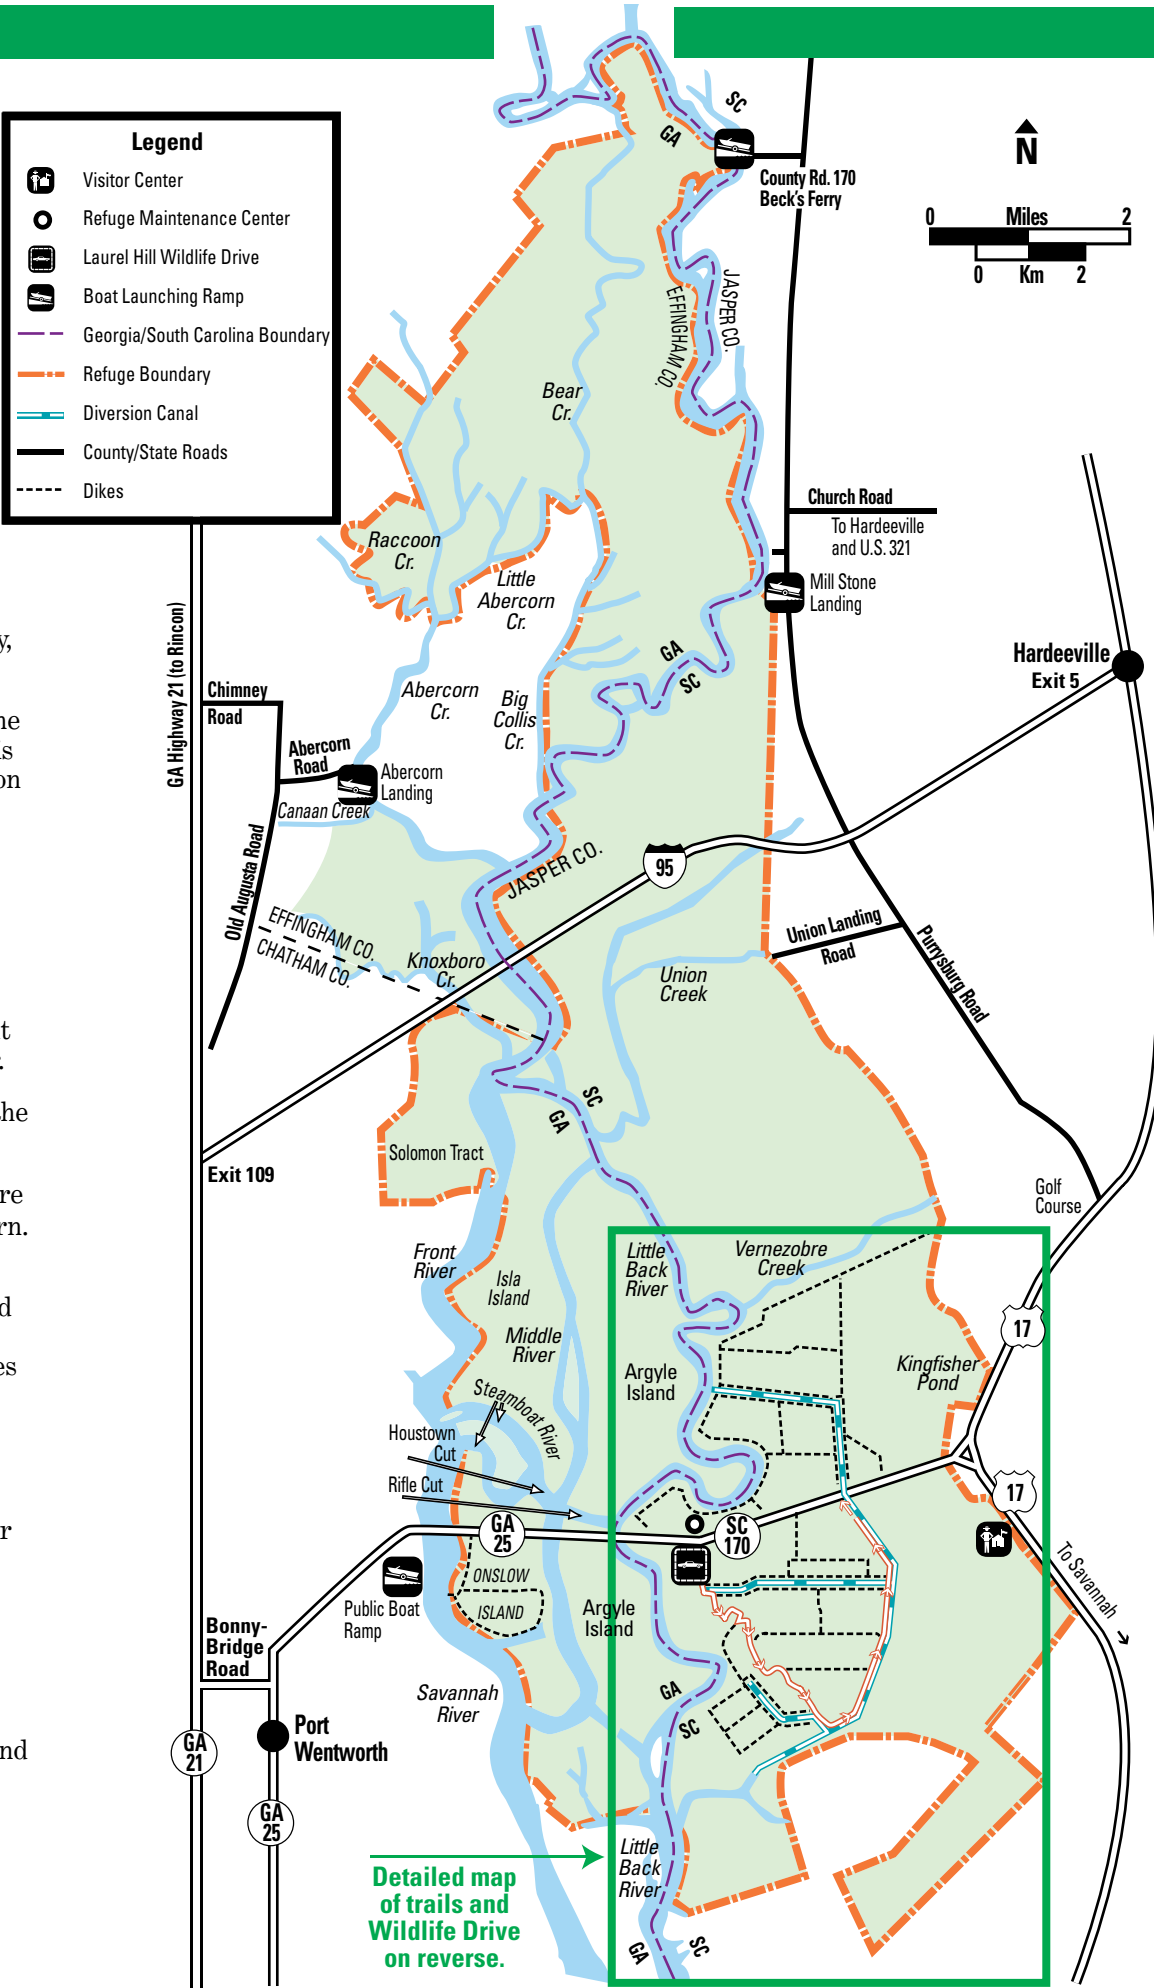 Legend
Visitor Center
Refuge Maintenance Center
Laurel Hill Wildlife Drive
Boat Launching Ramp
Georgia/South Carolina Boundary
Refuge Boundary
Diversion Canal
County/State Roads
Dikes
SC
GA
County Rd. 170
Beck's Ferry
N
0 Miles 2
0 Km 2
JASPER CO.
EFFINGHAM CO.
Bear
Cr.
Church Road
To Hardeeville
and U.S. 321
Raccoon
Cr.
Little
Abercorn
Cr.
Mill Stone
Landing
y,
GA Highway 21 (to Rincon)
GA
SC
Hardeeville
Exit 5
Chimney
Road
Abercorn
Cr.
Big
Collis
Cr.
ne
is
on
Abercorn
Road
Abercorn
Landing
Canaan Creek
Old Augusta Road
JASPER CO.
95
EFFINGHAM CO.
CHATHAM CO.
Knoxboro
Cr.
Union
Creek
Union Landing
Road
Purrysburg Road
t
.
he
SC
GA
Solomon Tract
Exit 109
re
rn.
Golf
Course
Front
River
Isla
Island
Little
Back
River
Vernezobre
Creek
d
es
Middle
River
17
Argyle
Island
Kingfisher
Pond
Steamboat River
Houstown
Cut
Rifle Cut
17
r
GA
25
SC
170
To Savannah
ONSLOW
ISLAND
Public Boat
Ramp
Argyle
Island
Bonny-
Bridge
Road
GA
SC
Savannah
River
Port
Wentworth
nd
GA
21
GA
25
Little
Back
River
Detailed map
of trails and
Wildlife Drive
on reverse.
GA
SC